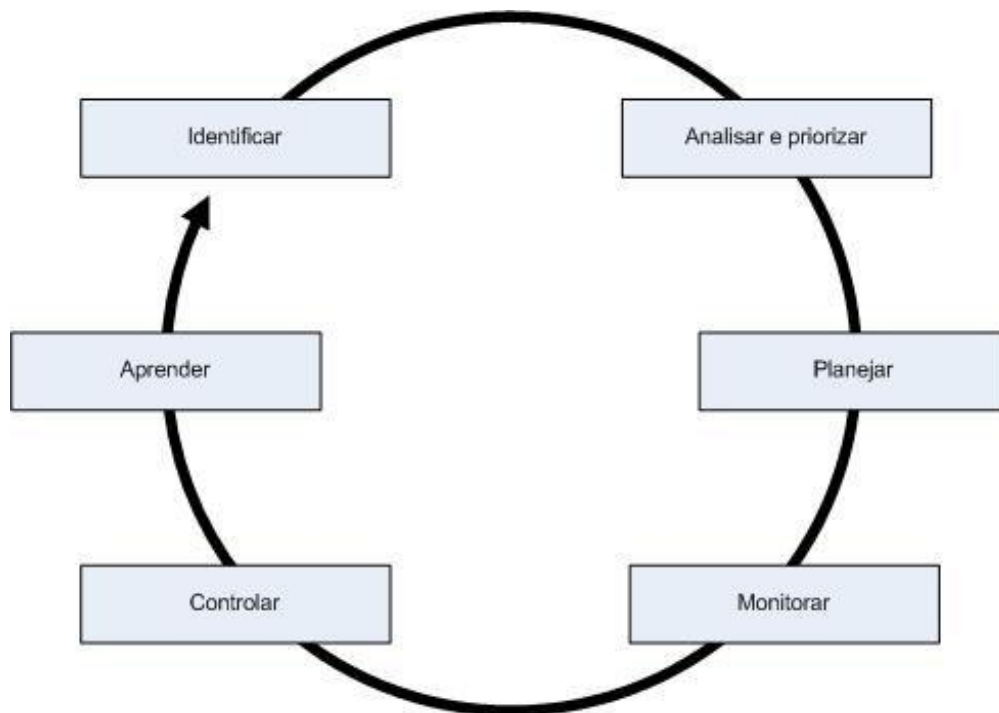 Identificar
Analisar e priorizar
Aprender
Planejar
Controlar
Monitorar